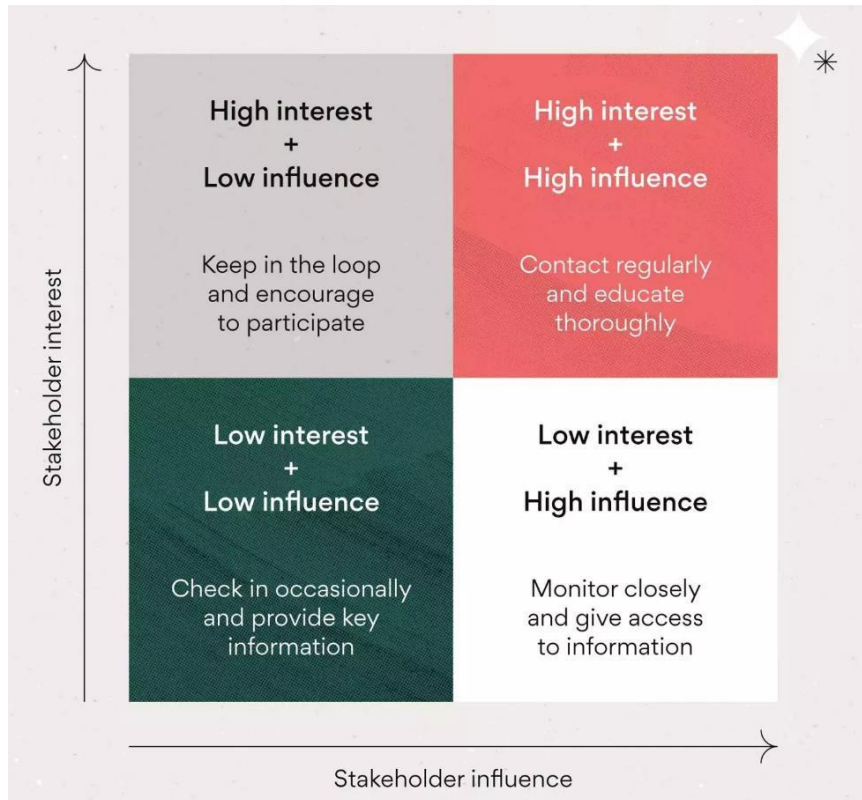 High interest
+
Low influence
Keep in the loop
and encourage
to participate
High interest
+
High influence
Contact regularly
and educate
thoroughly
Stakeholder interest
Low interest
+
Low influence
Check in occasionally
and provide key
information
Low interest
+
High influence
Monitor closely
and give access
to information
Stakeholder influence